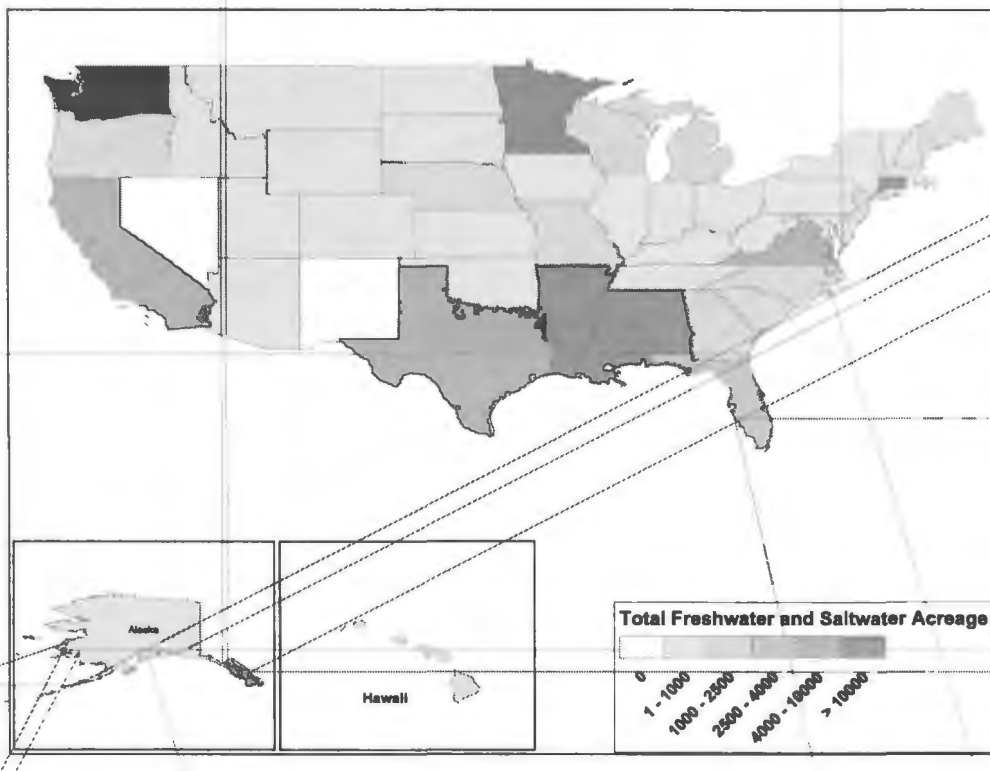 Alaska
Hawaii
Total Freshwater and Saltwater Acreage
0
1 - 1000
1000 - 2500
2500 - 4000
4000 - 10000
> 10000